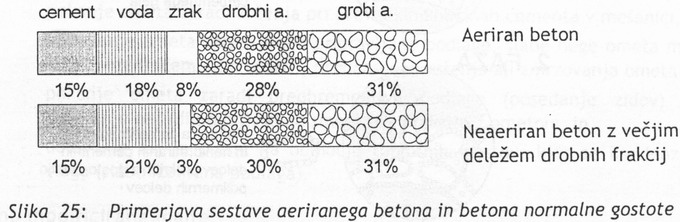 cement voda zrak drobni a. grobi a.
Aeriran beton
15% 18% 8% 28% 31%
Neaeriran beton z večjim
deležem drobnih frakcij
15% 21% 3% 30% 31%
Slika 25: Primerjava sestave aeriranega betona in betona normalne gostote